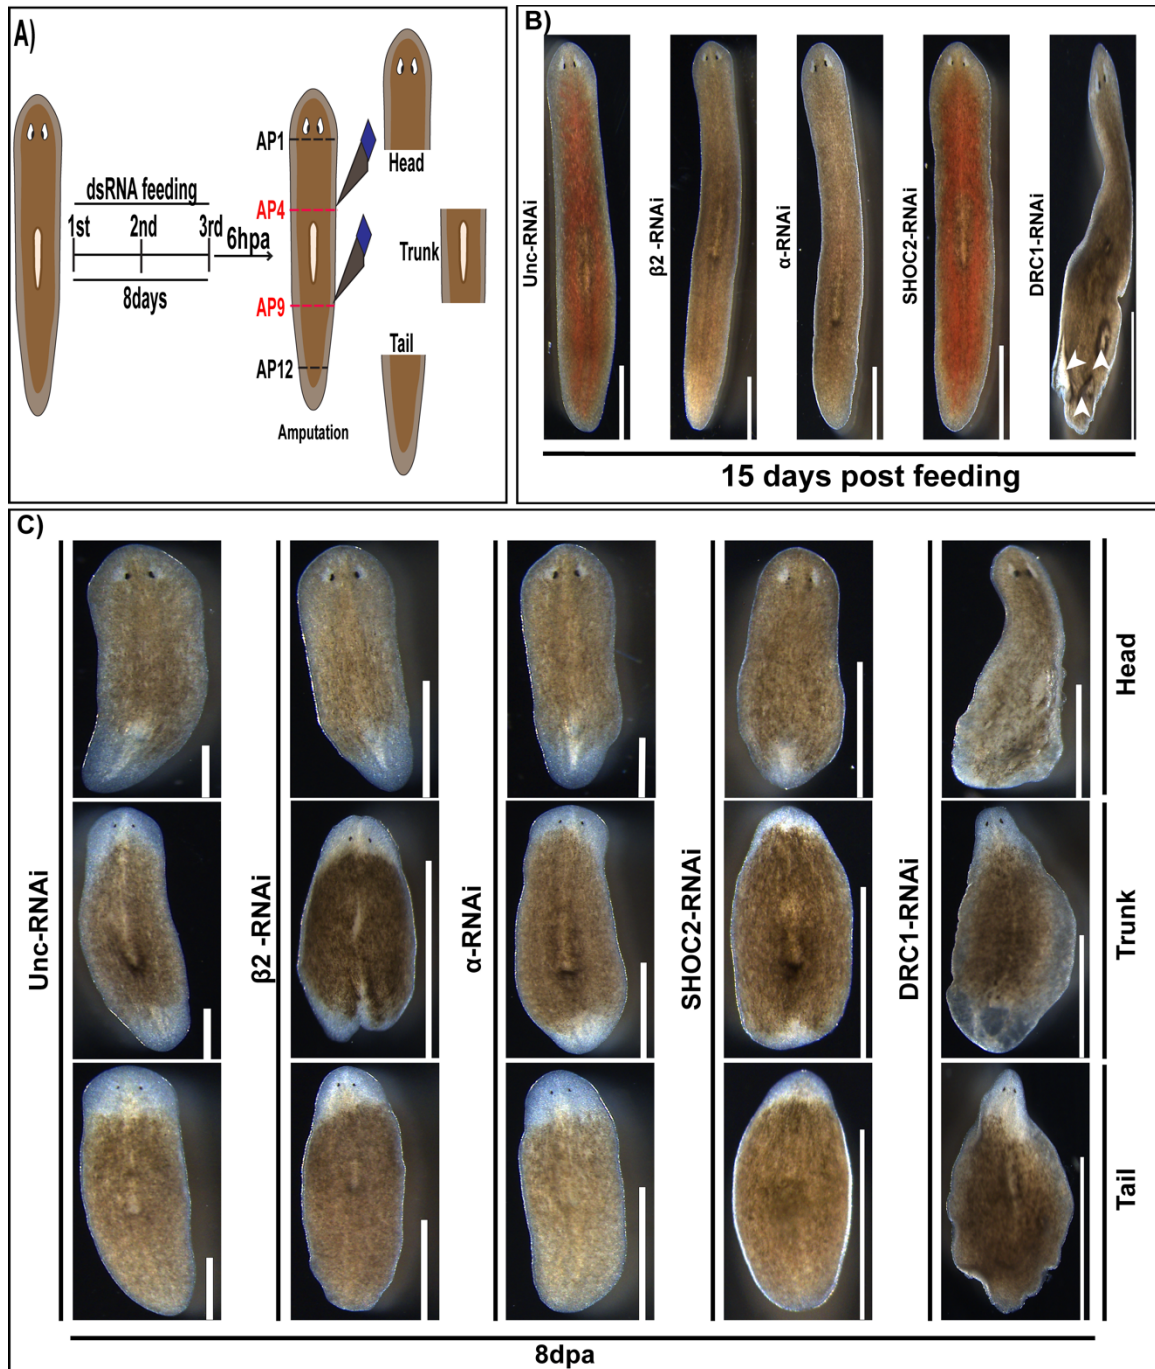 A)
dsRNA feeding
1st 2nd 3rd
8days
6hpa
AP1
AP4
AP9
AP12
Amputation
Head
Trunk
Tail
B)
Unc-RNAi
β2 -RNAi
α-RNAi
SHOC2-RNAi
DRC1-RNAi
15 days post feeding
C)
Unc-RNAi
β2 -RNAi
α-RNAi
SHOC2-RNAi
DRC1-RNAi
Head
Trunk
Tail
8dpa